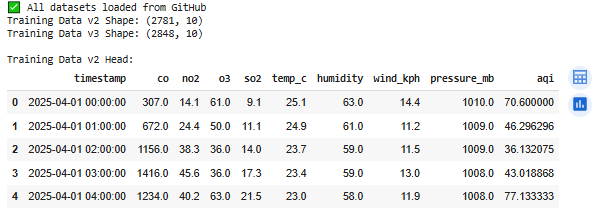 ✅ All datasets loaded from GitHub
Training Data v2 Shape: (2781, 10)
Training Data v3 Shape: (2848, 10)
Training Data v2 Head:
timestamp co no2 o3 so2 temp_c humidity wind_kph pressure_mb aqi
0 2025-04-01 00:00:00 307.0 14.1 61.0 9.1 25.1 63.0 14.4 1010.0 70.600000
1 2025-04-01 01:00:00 672.0 24.4 50.0 11.1 24.9 61.0 11.2 1009.0 46.296296
2 2025-04-01 02:00:00 1156.0 38.3 36.0 14.0 23.7 59.0 11.5 1009.0 36.132075
3 2025-04-01 03:00:00 1416.0 45.6 36.0 17.3 23.4 59.0 13.0 1008.0 43.018868
4 2025-04-01 04:00:00 1234.0 40.2 63.0 21.5 23.0 58.0 11.9 1008.0 77.133333